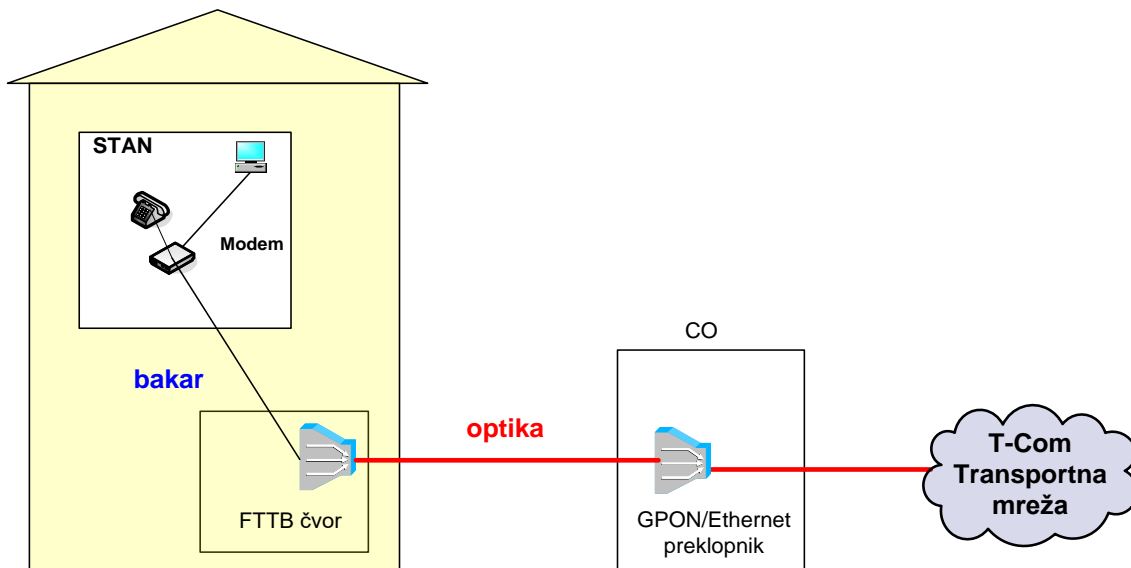 STAN
Modem
bakar
FTTB čvor
optika
CO
GPON/Ethernet
preklopnik
T-Com
Transportna
mreža